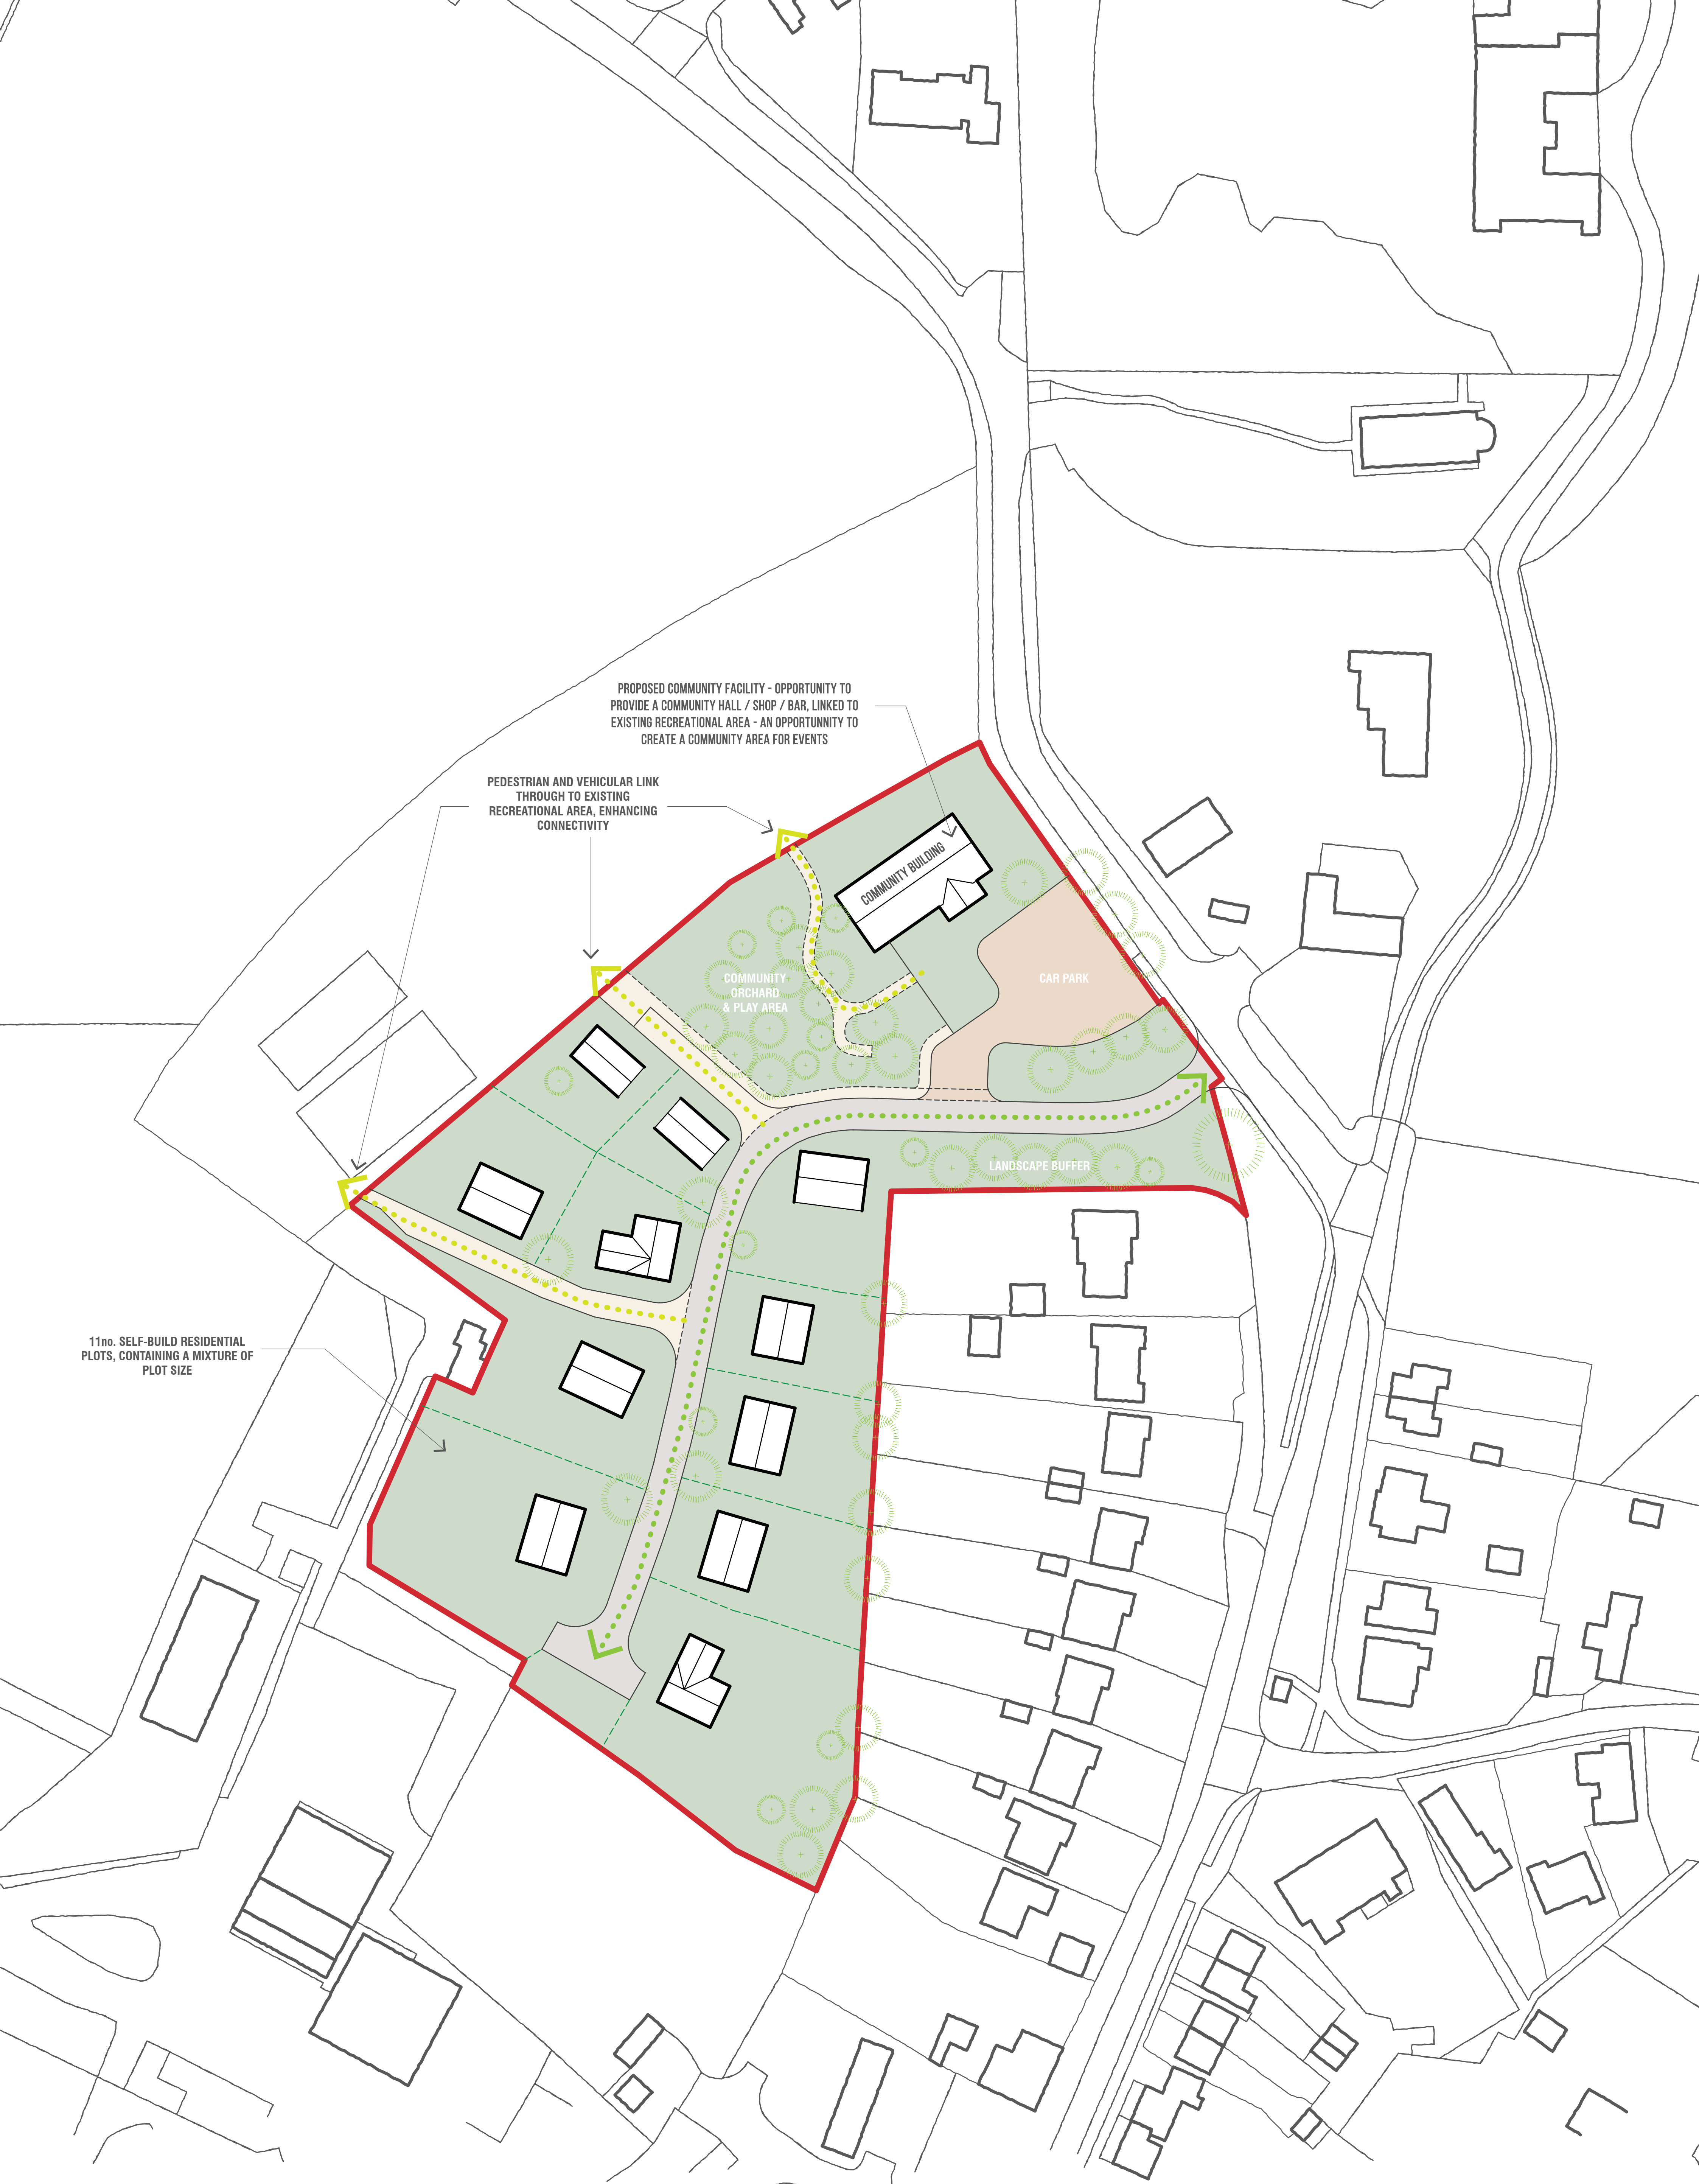 PROPOSED COMMUNITY FACILITY - OPPORTUNITY TO
PROVIDE A COMMUNITY HALL / SHOP / BAR, LINKED TO
EXISTING RECREATIONAL AREA - AN OPPORTUNNITY TO
CREATE A COMMUNITY AREA FOR EVENTS
PEDESTRIAN AND VEHICULAR LINK
THROUGH TO EXISTING
RECREATIONAL AREA, ENHANCING
CONNECTIVITY
COMMUNITY BUILDING
COMMUNITY
ORCHARD
& PLAY AREA
CAR PARK
LANDSCAPE BUFFER
11no. SELF-BUILD RESIDENTIAL
PLOTS, CONTAINING A MIXTURE OF
PLOT SIZE